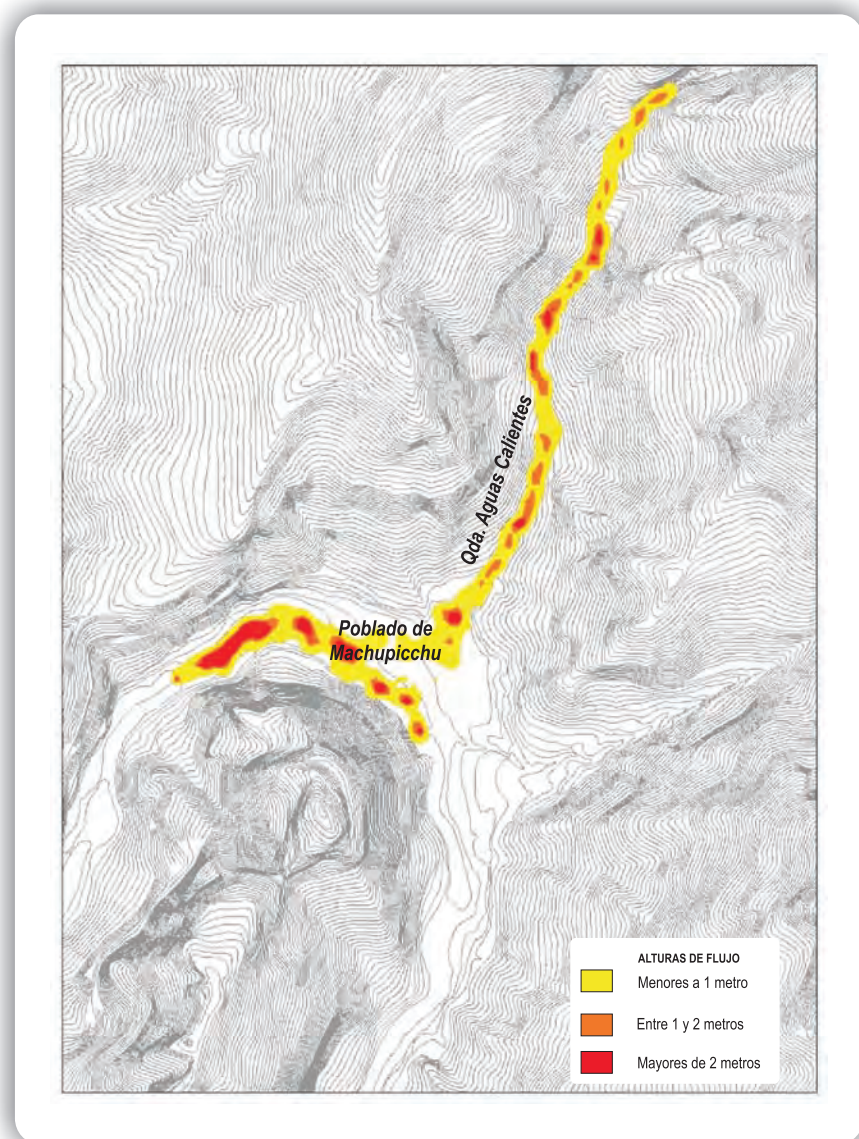 Qda. Aguas Calientes
Poblado de
Machupicchu
ALTURAS DE FLUJO
Menores a 1 metro
Entre 1 y 2 metros
Mayores de 2 metros